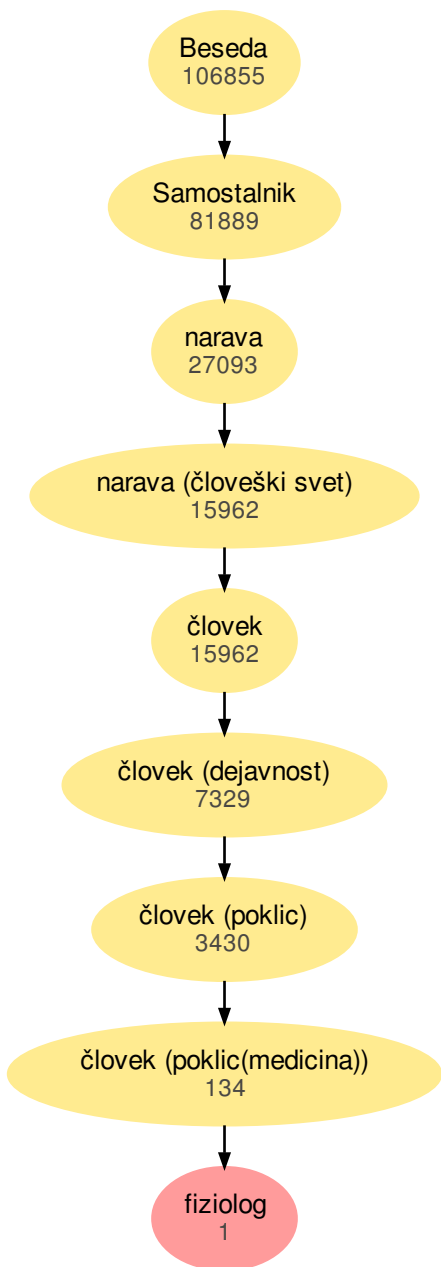 Beseda
106855
Samostalnik
81889
narava
27093
narava (človeški svet)
15962
človek
15962
človek (dejavnost)
7329
človek (poklic)
3430
človek (poklic(medicina))
134
fiziolog
1